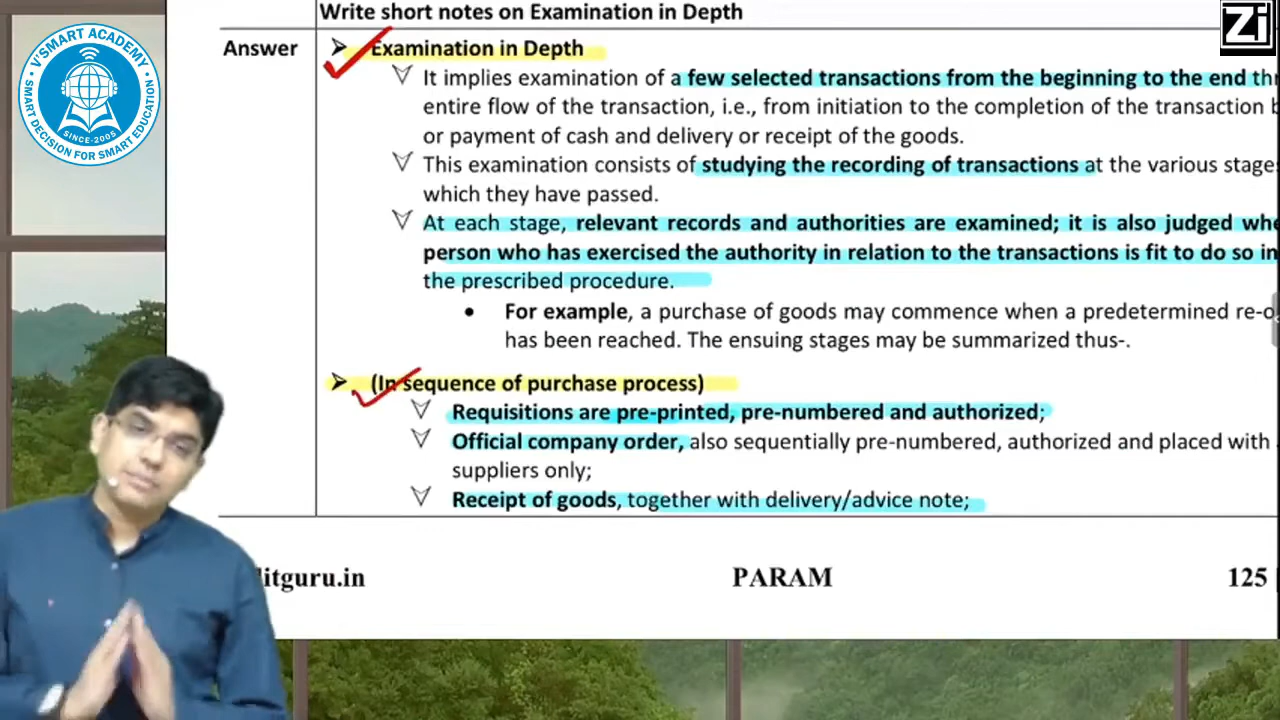 V'SMART ACADEMY
SMART DECISION FOR SMART EDUCATION
SINCE-2005
Zi
Write short notes on Examination in Depth
Answer
➢ Examination in Depth
It implies examination of a few selected transactions from the beginning to the end
entire flow of the transaction, i.e., from initiation to the completion of the transaction
or payment of cash and delivery or receipt of the goods.
This examination consists of studying the recording of transactions at the various stage
which they have passed.
At each stage, relevant records and authorities are examined; it is also judged
person who has exercised the authority in relation to the transactions is fit to do so in
the prescribed procedure.
• For example, a purchase of goods may commence when a predetermined re-o
has been reached. The ensuing stages may be summarized thus-.
➢ (In sequence of purchase process)
Requisitions are pre-printed, pre-numbered and authorized;
Official company order, also sequentially pre-numbered, authorized and placed with
suppliers only;
Receipt of goods, together with delivery/advice note;
itguru.in
PARAM
125